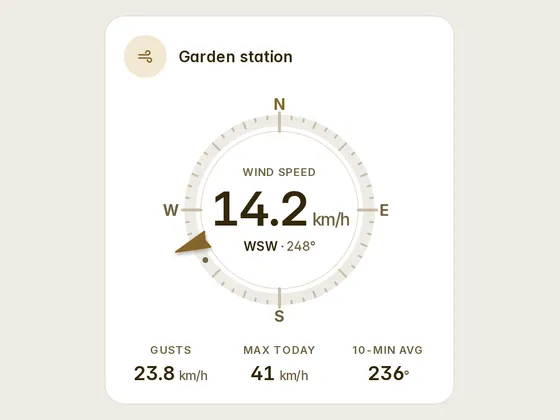 Garden station
N
WIND SPEED
14.2 km/h
W E
WSW · 248°
S
GUSTS MAX TODAY 10-MIN AVG
23.8 km/h 41 km/h 236°